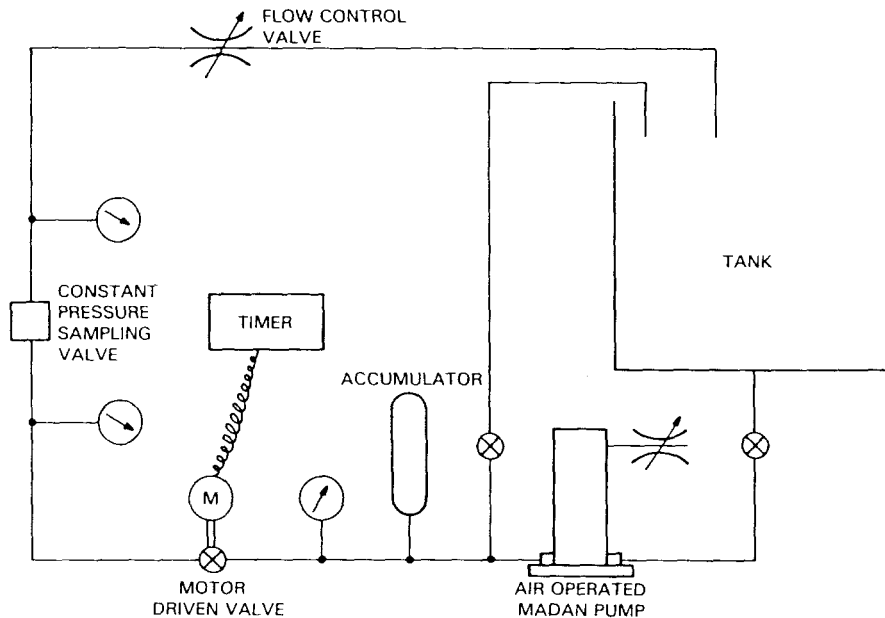 FLOW CONTROL
VALVE
TANK
CONSTANT
PRESSURE
SAMPLING
VALVE
TIMER
ACCUMULATOR
M
MOTOR
DRIVEN VALVE
AIR OPERATED
MADAN PUMP